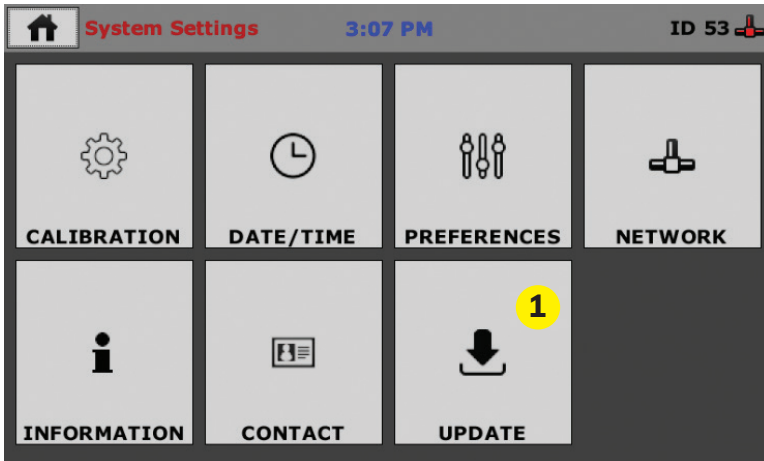 System Settings 3:07 PM ID 53
CALIBRATION DATE/TIME PREFERENCES NETWORK
1
INFORMATION CONTACT UPDATE